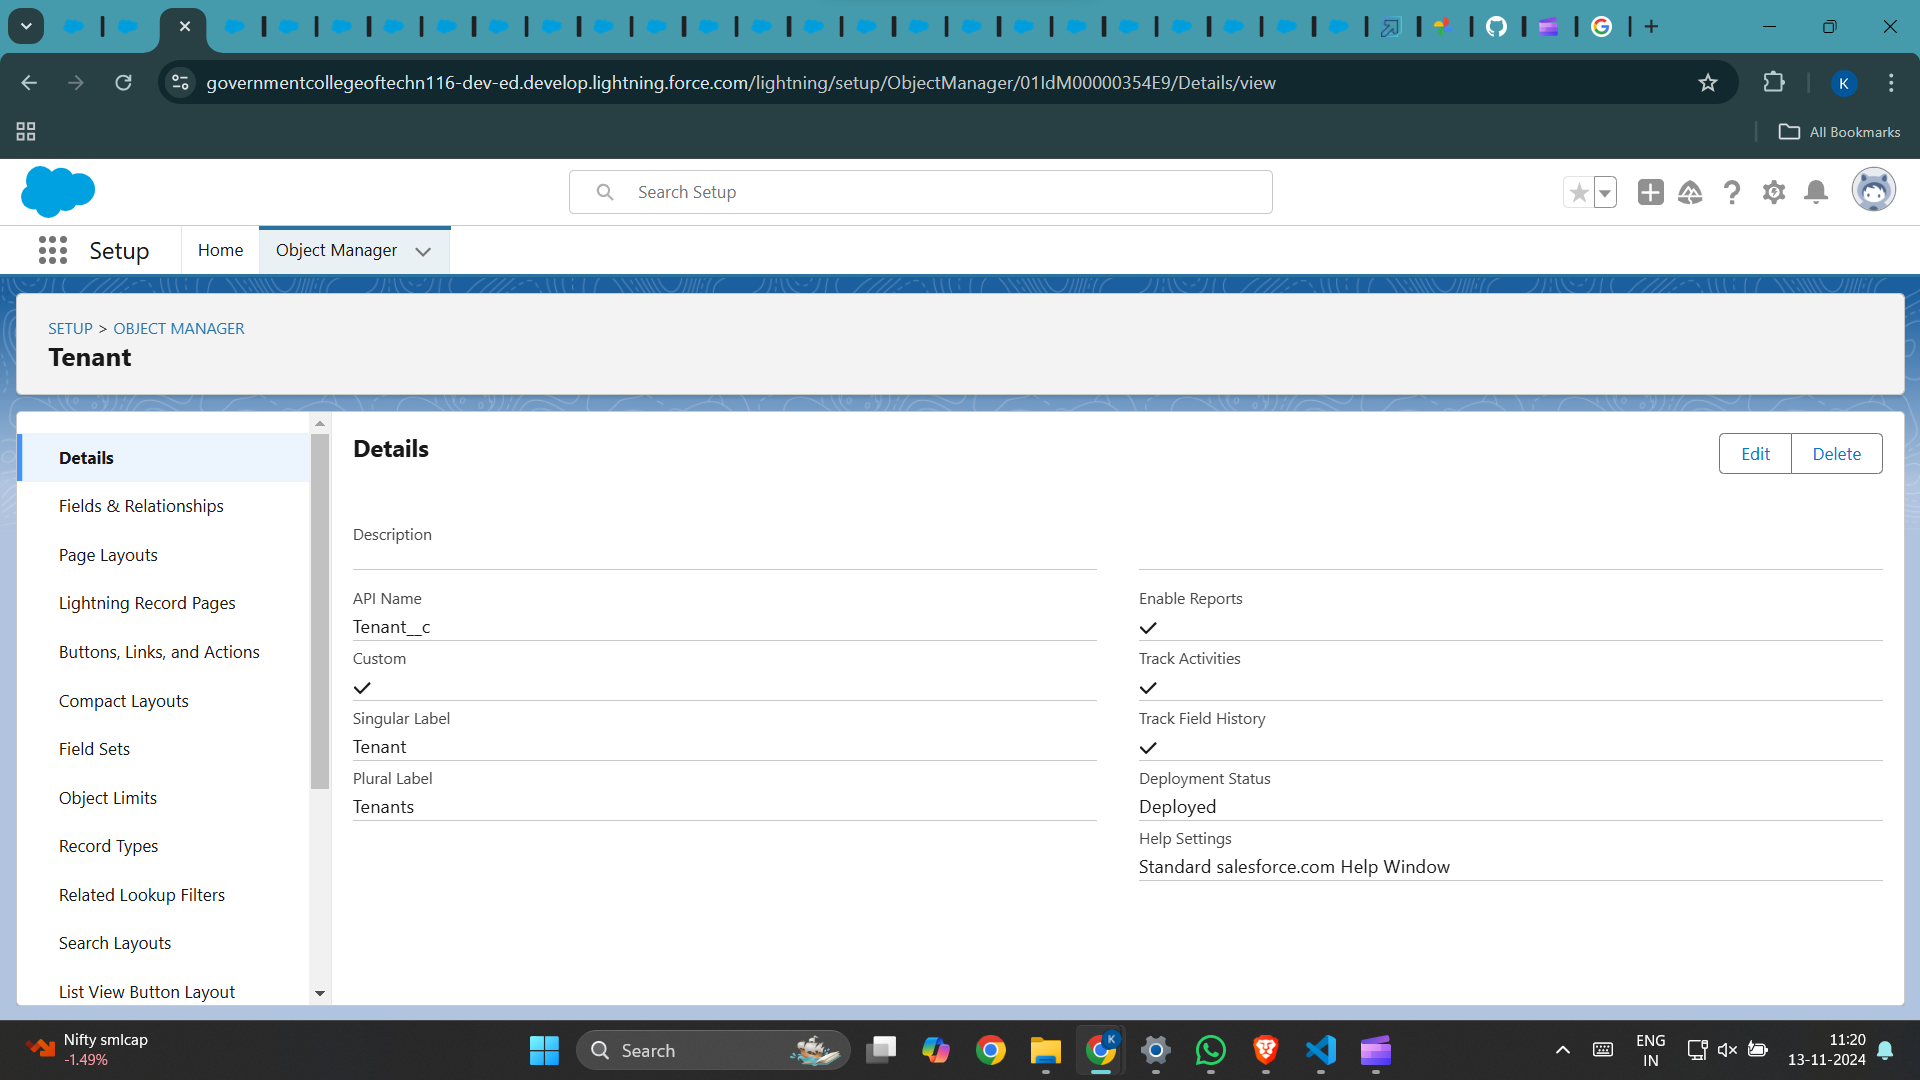 governmentcollegeoftechn116-dev-ed.develop.lightning.force.com/lightning/setup/ObjectManager/01IdM00000354E9/Details/view
K
All Bookmarks
Search Setup
Setup
Home
Object Manager
SETUP > OBJECT MANAGER
Tenant
Details
Fields & Relationships
Page Layouts
Lightning Record Pages
Buttons, Links, and Actions
Compact Layouts
Field Sets
Object Limits
Record Types
Related Lookup Filters
Search Layouts
List View Button Layout
Details
Edit
Delete
Description
API Name
Tenant__c
Custom
Singular Label
Tenant
Plural Label
Tenants
Enable Reports
Track Activities
Track Field History
Deployment Status
Deployed
Help Settings
Standard salesforce.com Help Window
Nifty smlcap
-1.49%
Search
K
ENG
IN
11:20
13-11-2024